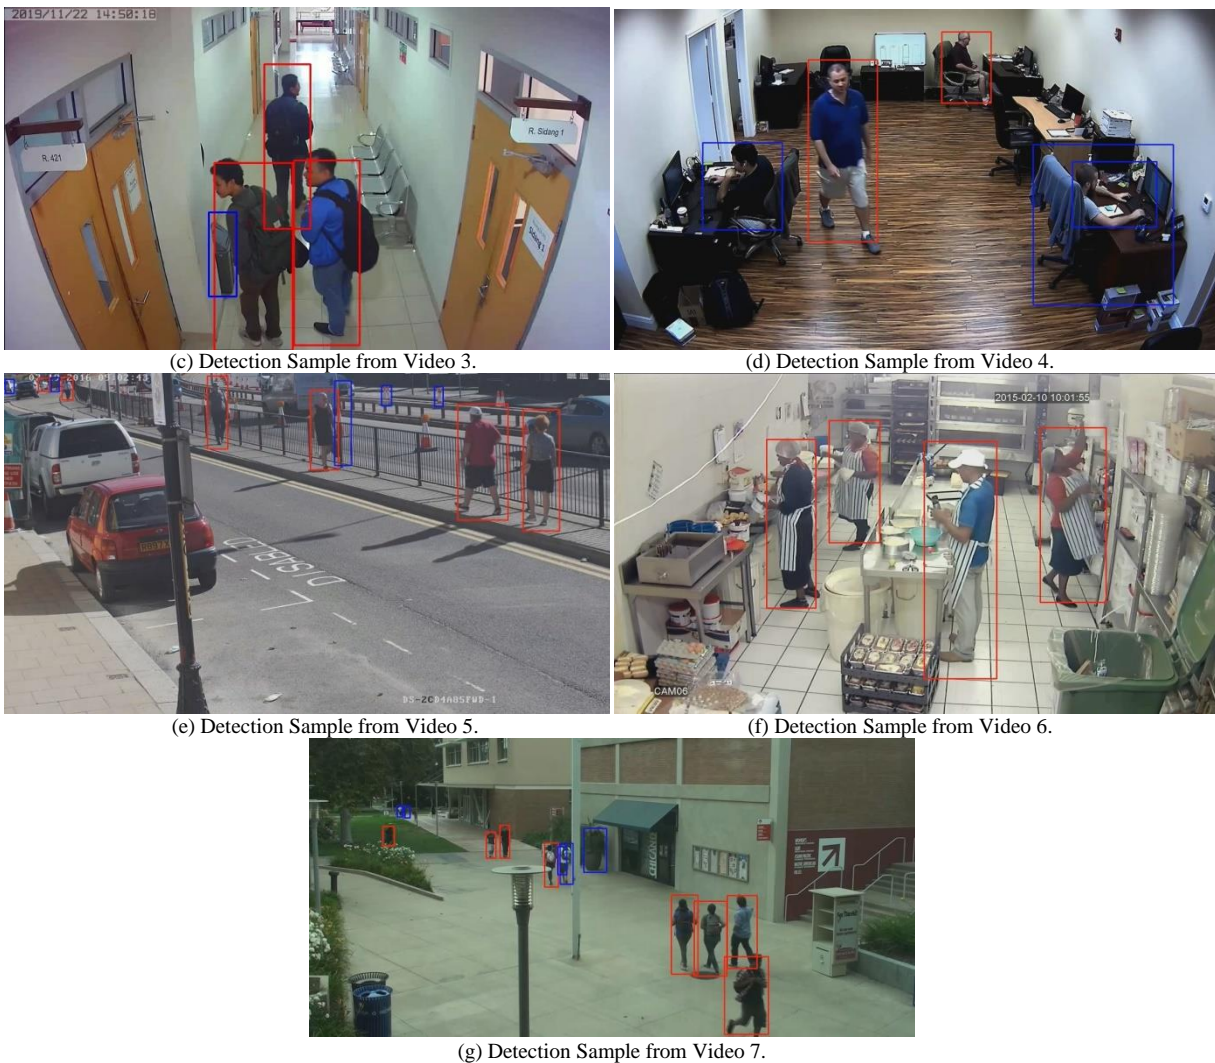 2019/11/22 14:50:18
R. 421
R. Sidang 1
Sidang 1
(c) Detection Sample from Video 3.
(d) Detection Sample from Video 4.
DISABLED
(e) Detection Sample from Video 5.
2015-02-10 10:01:55
CAM06
(f) Detection Sample from Video 6.
CHICANO
(g) Detection Sample from Video 7.